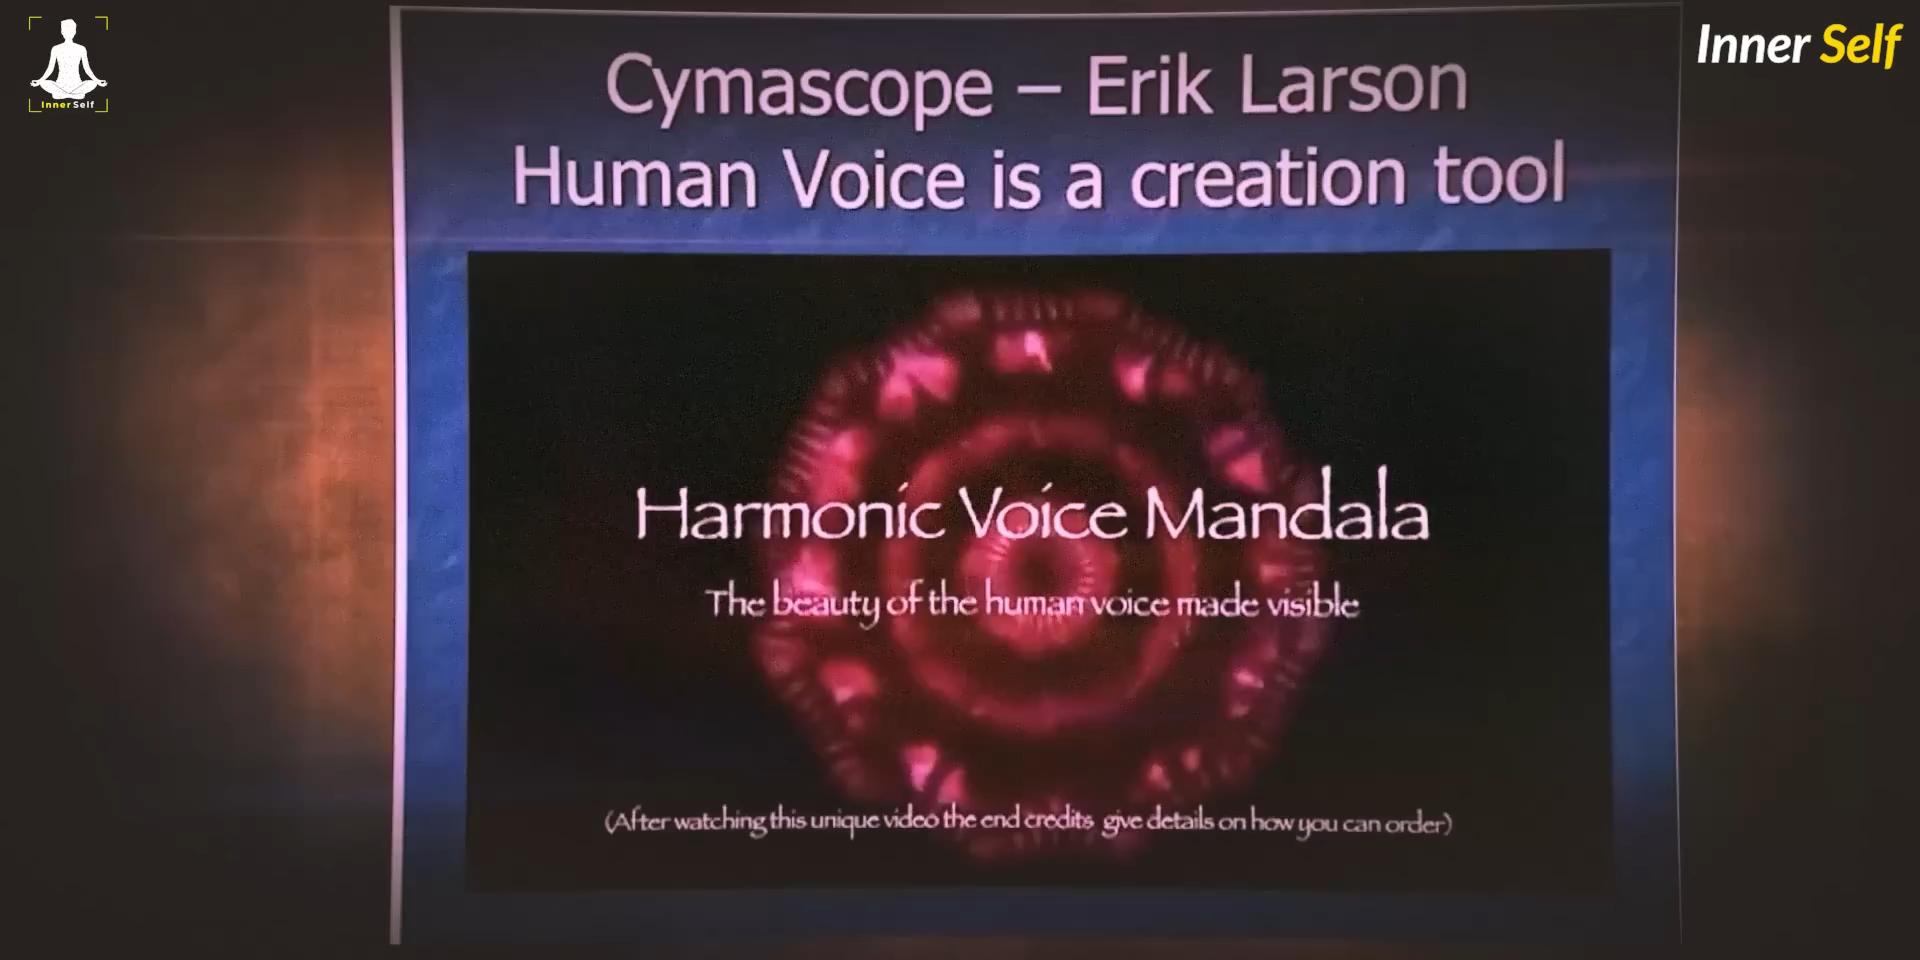 Inner Self
Inner Self
Cymascope – Erik Larson
Human Voice is a creation tool
Harmonic Voice Mandala
The beauty of the human voice made visible
(After watching this unique video the end credits give details on how you can order)